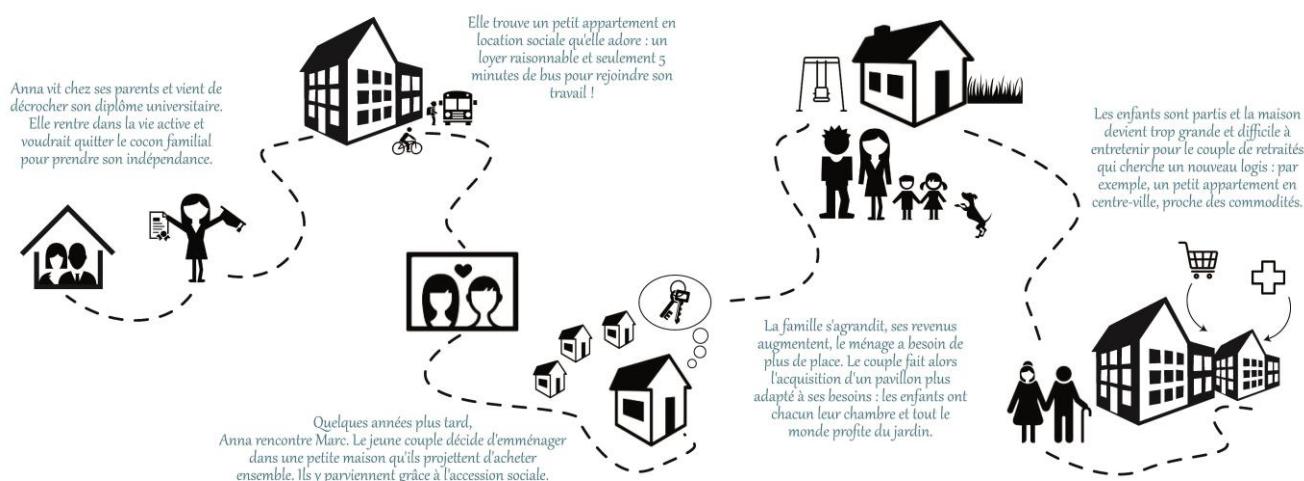 Anna vit chez ses parents et vient de
décrocher son diplôme universitaire.
Elle rentre dans la vie active et
voudrait quitter le cocon familial
pour prendre son indépendance.
Elle trouve un petit appartement en
location sociale qu'elle adore : un
loyer raisonnable et seulement 5
minutes de bus pour rejoindre son
travail !
Quelques années plus tard,
Anna rencontre Marc. Le jeune couple décide d'emménager
dans une petite maison qu'ils projettent d'acheter
ensemble. Ils y parviennent grâce à l'accession sociale.
La famille s'agrandit, ses revenus
augmentent, le ménage a besoin de
plus de place. Le couple fait alors
l'acquisition d'un pavillon plus
adapté à ses besoins : les enfants ont
chacun leur chambre et tout le
monde profite du jardin.
Les enfants sont partis et la maison
devient trop grande et difficile à
entretenir pour le couple de retraités
qui cherche un nouveau logis : par
exemple, un petit appartement en
centre-ville, proche des commodités.